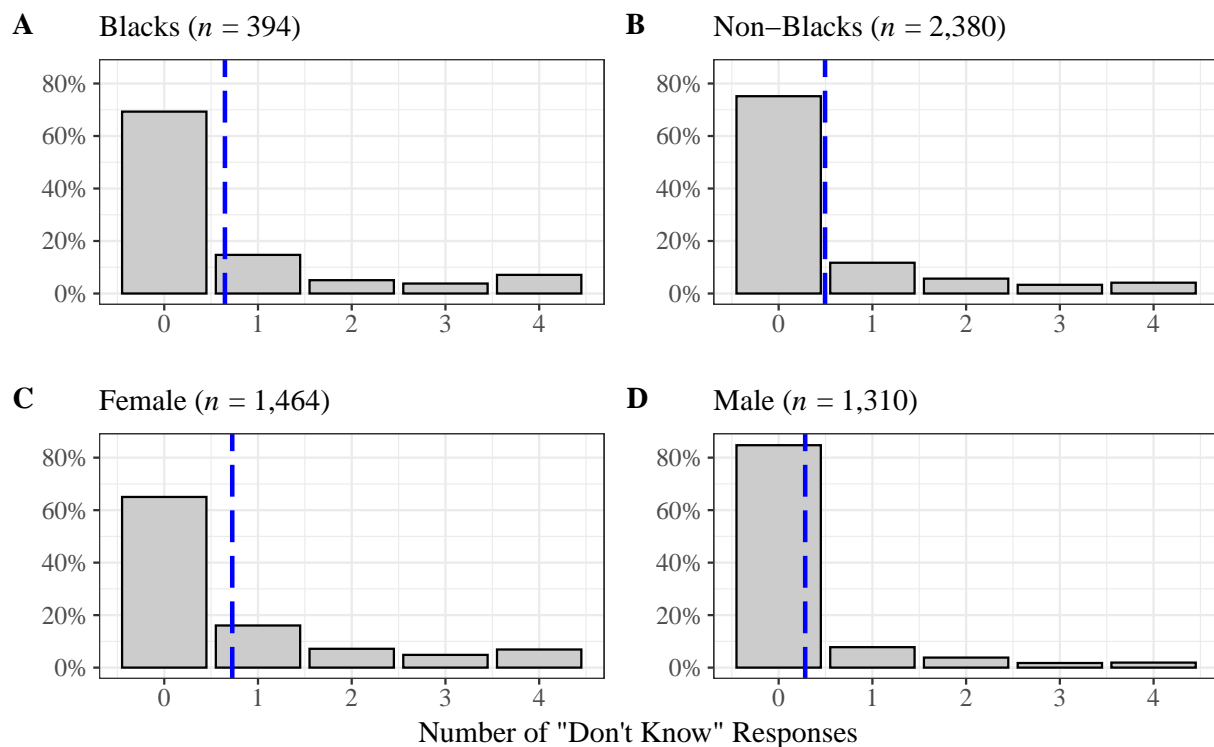 A Blacks (n = 394)
80%
60%
40%
20%
0%
0 1 2 3 4
B Non−Blacks (n = 2,380)
80%
60%
40%
20%
0%
0 1 2 3 4
C Female (n = 1,464)
80%
60%
40%
20%
0%
0 1 2 3 4
D Male (n = 1,310)
80%
60%
40%
20%
0%
0 1 2 3 4
Number of "Don't Know" Responses